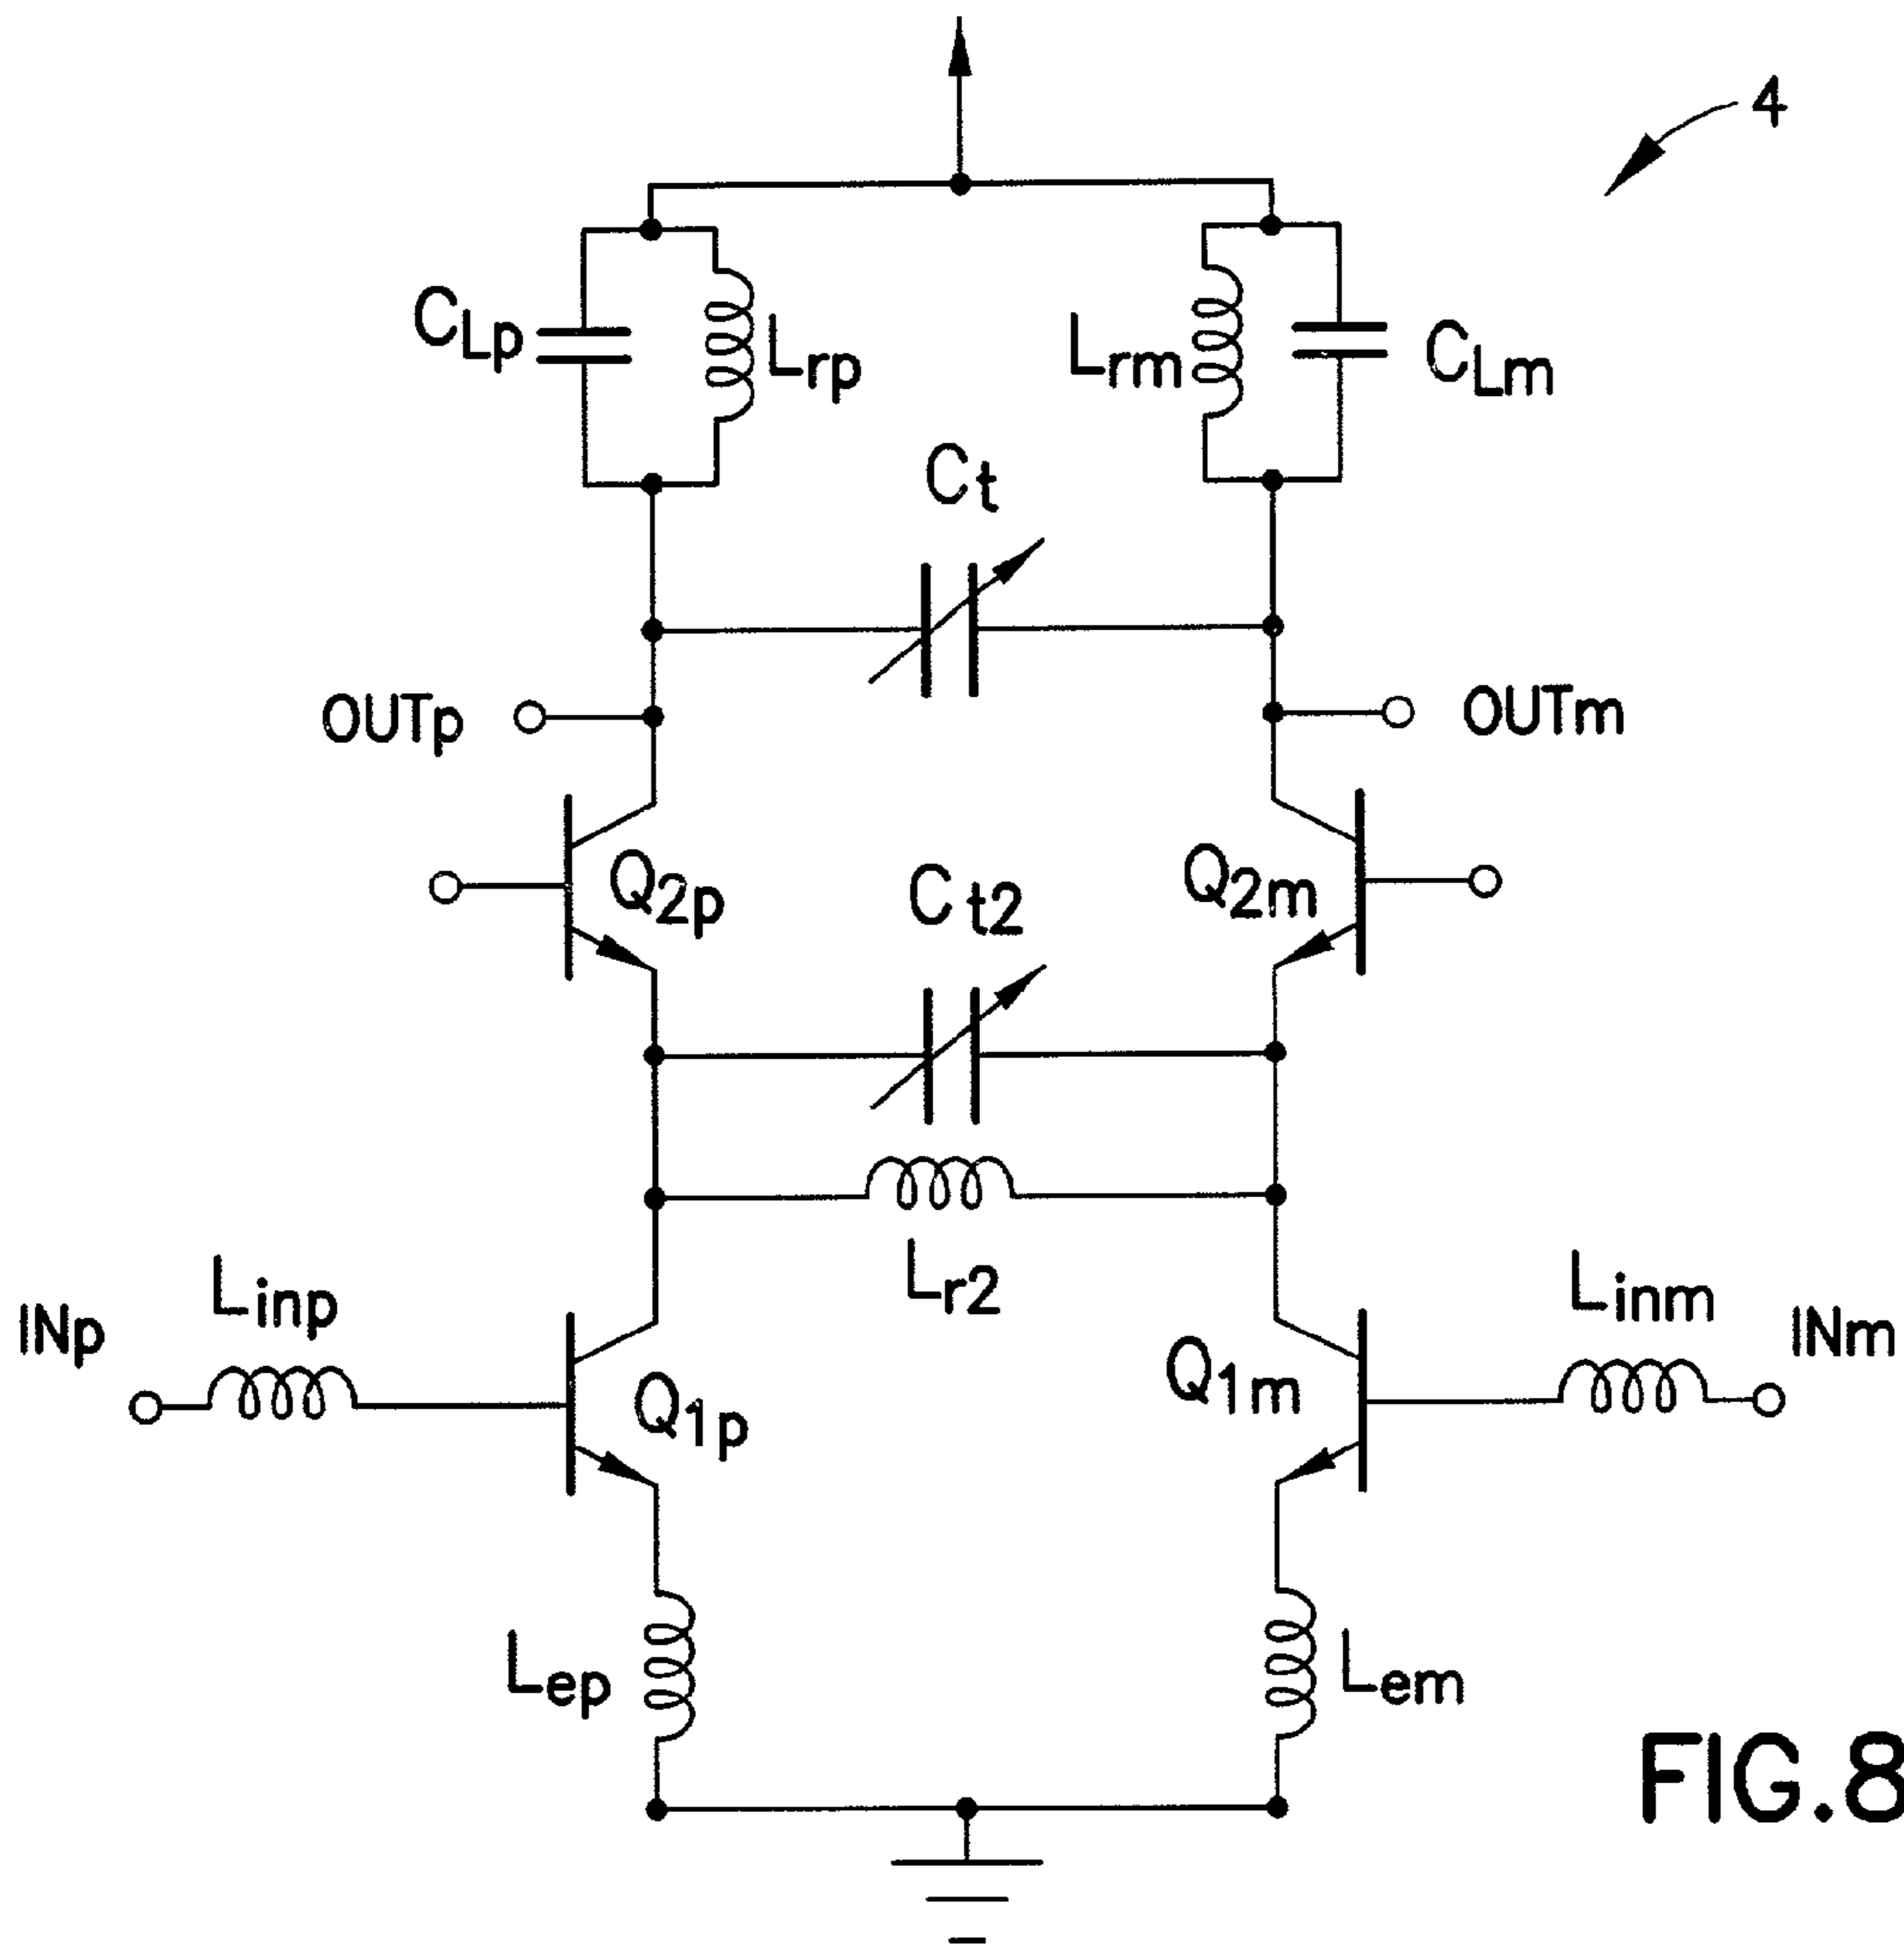 4
CLp
Lrp
Lrm
CLm
Ct
OUTp
OUTm
Q2p
Ct2
Q2m
Linp
Lr2
Linm
INp
INm
Q1p
Q1m
Lep
Lem
FIG.8